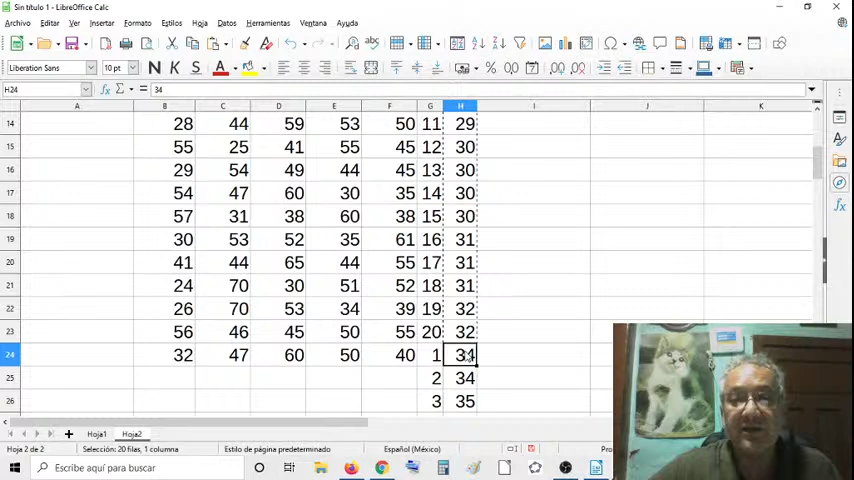 Sin título 1 - LibreOffice Calc
Archivo Editar Ver Insertar Formato Estilos Hoja Datos Herramientas Ventana Ayuda
Liberation Sans 10 pt N K S A % 0,0 7 ,00
H24 fx Σ = 34
A B C D E F G H I J K
14 28 44 59 53 50 11 29
15 55 25 41 55 45 12 30
16 29 54 49 44 45 13 30
17 54 47 60 30 35 14 30
18 57 31 38 60 38 15 30
19 30 53 52 35 61 16 31
20 41 44 65 44 55 17 31
21 24 70 30 51 52 18 31
22 26 70 53 34 39 19 32
23 56 46 45 50 55 20 32
24 32 47 60 50 40 1 34
25 2 34
26 3 35
Hoja1 Hoja2
Hoja 2 de 2 Selección: 20 filas, 1 columna Estilo de página predeterminado Español (México)
Escribe aquí para buscar